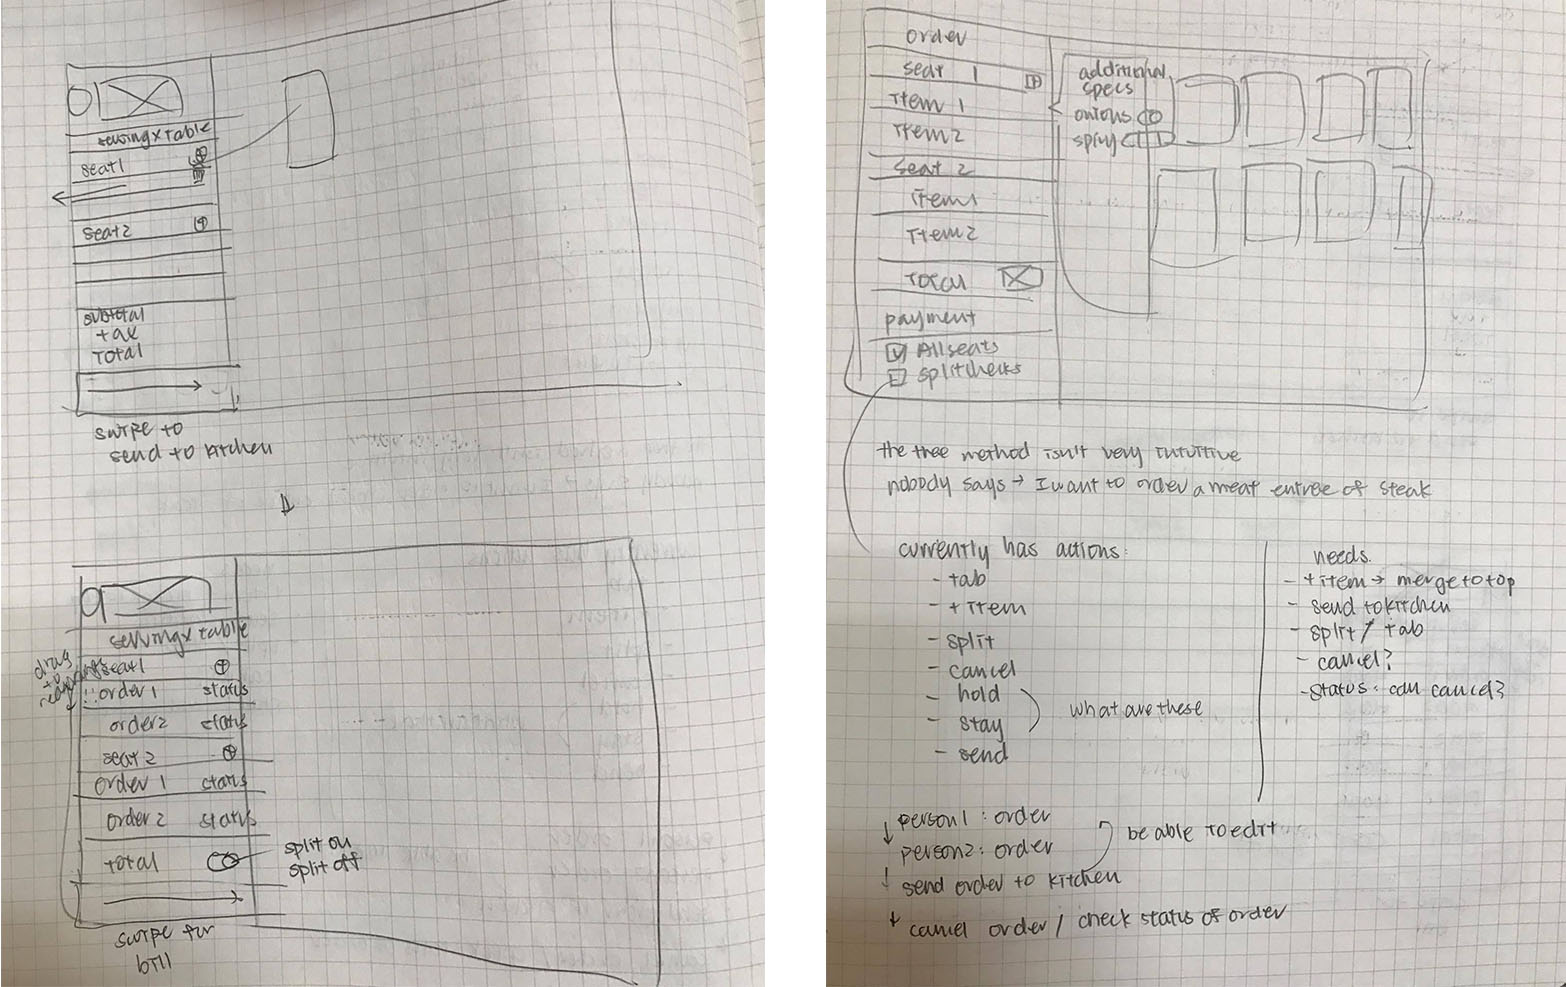 serving x table
seat1
seat2
subtotal
tax
Total
swipe to
send to kitchen
serving x table
drag
to
seat1
order 1 status
order2 status
seat 2
order 1 status
order 2 status
total
split on
split off
swipe for
bill
order
seat 1
Item 1
Item 2
seat 2
Item1
Item2
Total
payment
All seats
split checks
additional
specs
onions
spicy
the tree method isn't very intuitive
nobody says → I want to order a meat entree of steak
currently has actions:
- tab
- + item
- split
- cancel
- hold
- stay
- send
what are these
needs.
- + item → merge to top
- send to kitchen
- split / tab
- cancel?
- status: can cancel?
↓ person1 : order
↓ person2: order
↓ send order to kitchen
↓ cancel order / check status of order
be able to edit